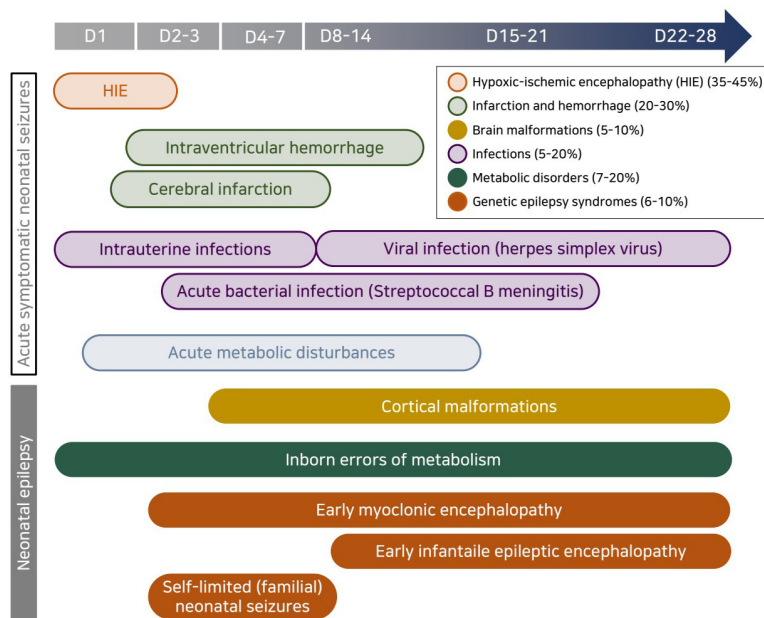 D1
D2-3
D4-7
D8-14
D15-21
D22-28
Acute symptomatic neonatal seizures
HIE
Hypoxic-ischemic encephalopathy (HIE) (35-45%)
Infarction and hemorrhage (20-30%)
Brain malformations (5-10%)
Infections (5-20%)
Metabolic disorders (7-20%)
Genetic epilepsy syndromes (6-10%)
Intraventricular hemorrhage
Cerebral infarction
Intrauterine infections
Viral infection (herpes simplex virus)
Acute bacterial infection (Streptococcal B meningitis)
Acute metabolic disturbances
Neonatal epilepsy
Cortical malformations
Inborn errors of metabolism
Early myoclonic encephalopathy
Early infantaile epileptic encephalopathy
Self-limited (familial)
neonatal seizures